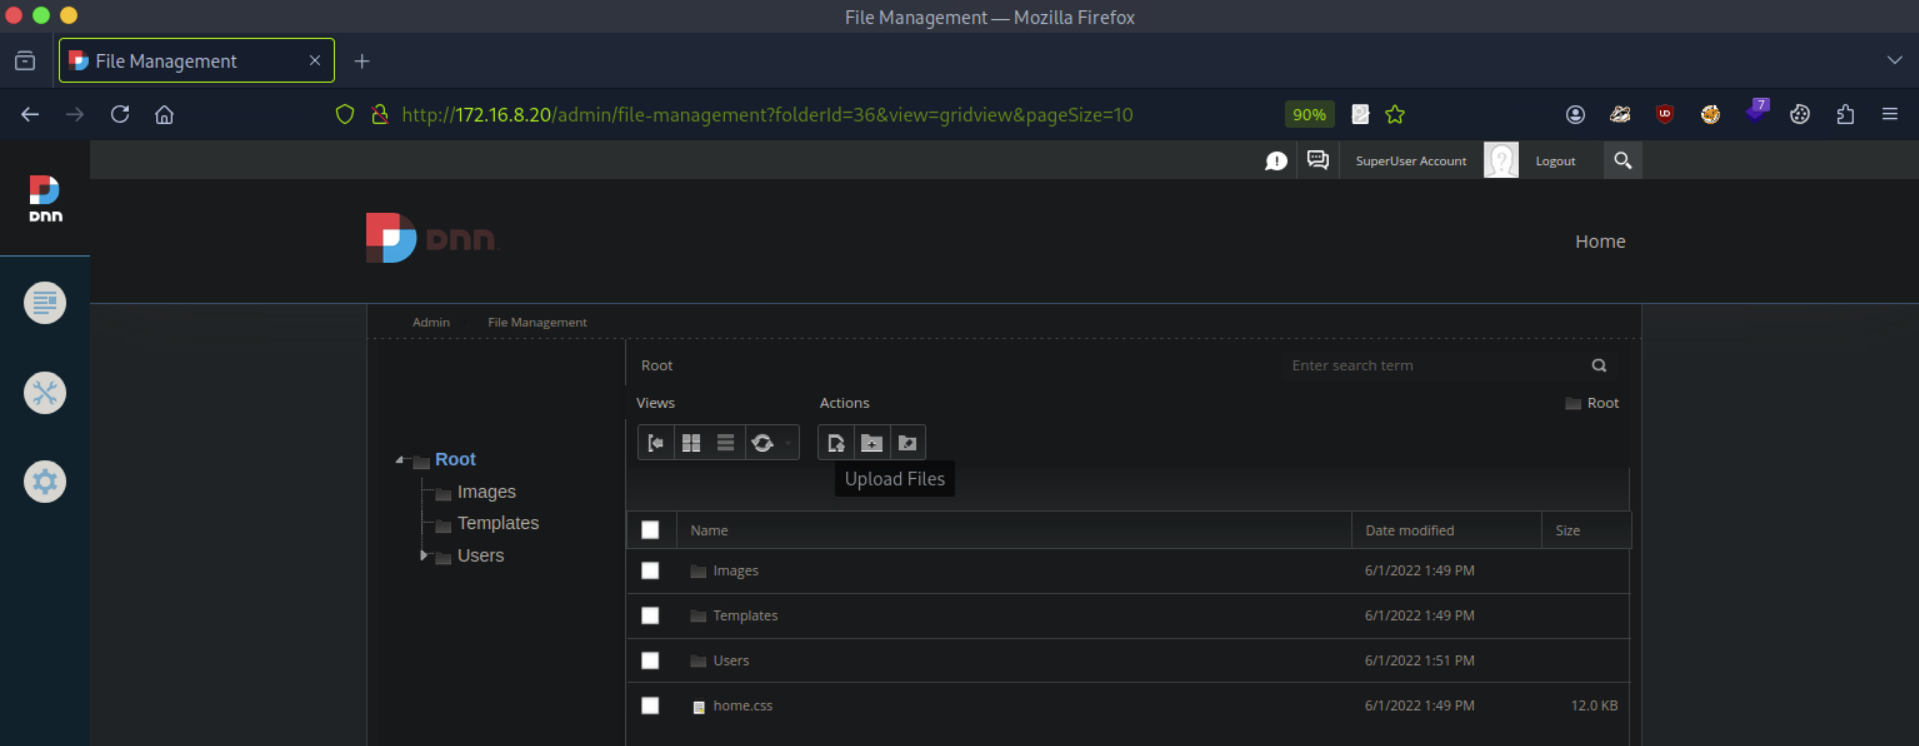 File Management — Mozilla Firefox
File Management
http://172.16.8.20/admin/file-management?folderId=36&view=gridview&pageSize=10
90%
7
SuperUser Account
Logout
DNN
DNN
Home
Admin
File Management
Root
Enter search term
Views
Actions
Root
Upload Files
Root
Images
Templates
Users
Name
Date modified
Size
Images
6/1/2022 1:49 PM
Templates
6/1/2022 1:49 PM
Users
6/1/2022 1:51 PM
home.css
6/1/2022 1:49 PM
12.0 KB